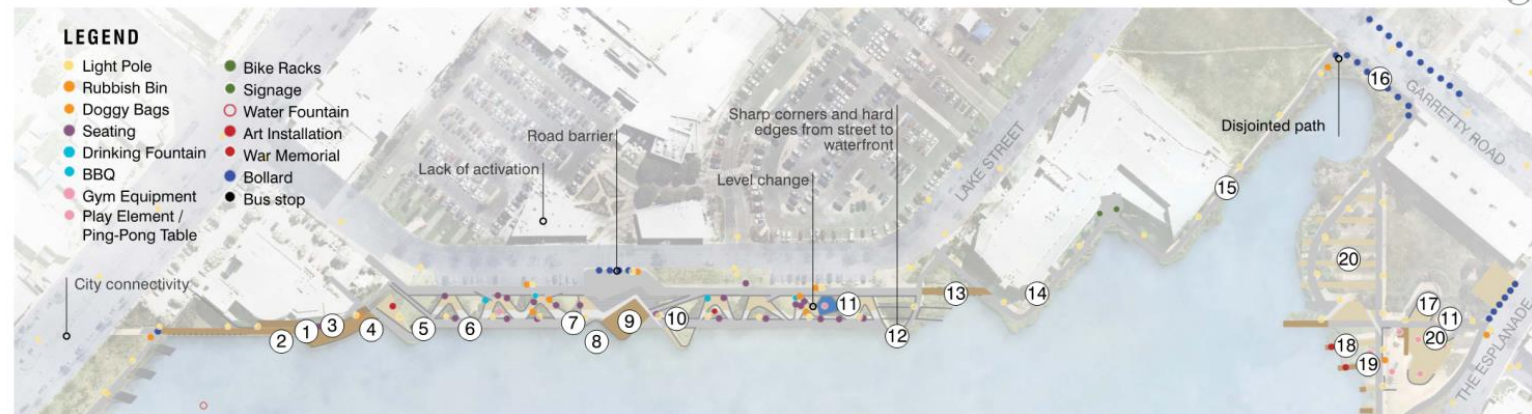 LEGEND
Light Pole
Rubbish Bin
Doggy Bags
Seating
Drinking Fountain
BBQ
Gym Equipment
Play Element /
Ping-Pong Table
Bike Racks
Signage
Water Fountain
Art Installation
War Memorial
Bollard
Bus stop
City connectivity
Lack of activation
Road barrier
Level change
Sharp corners and hard
edges from street to
waterfront
LAKE STREET
Disjointed path
GARRETTY ROAD
THE ESPLANADE
1
2
3
4
5
6
7
8
9
10
11
12
13
14
15
16
20
17
11
20
18
19